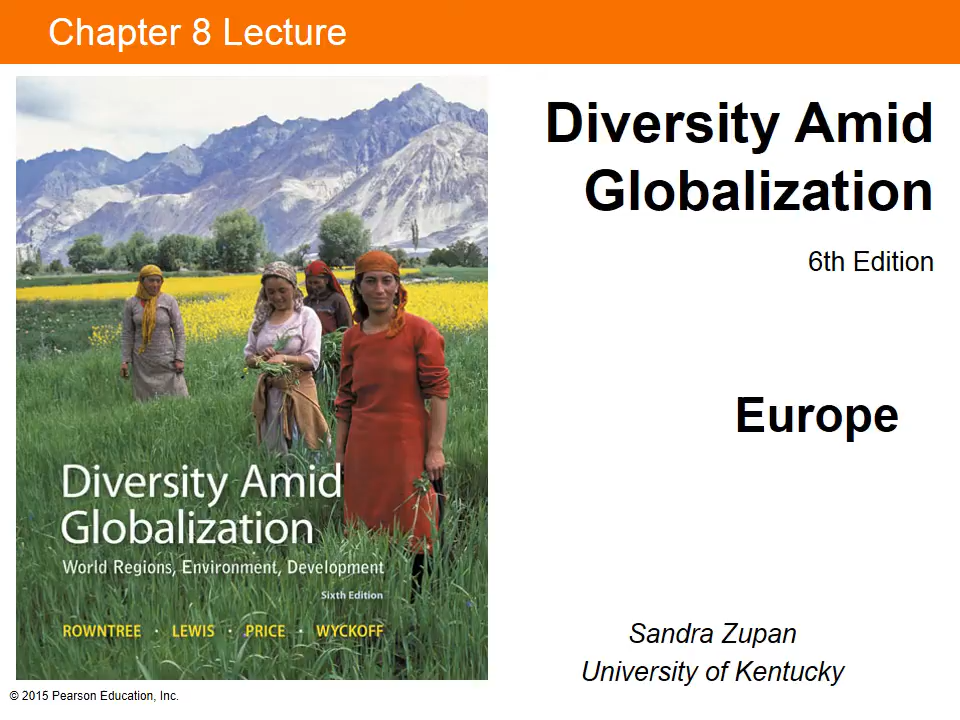 Chapter 8 Lecture
Diversity Amid
Globalization
6th Edition
Europe
Diversity Amid
Globalization
World Regions, Environment, Development
Sixth Edition
ROWNTREE · LEWIS · PRICE · WYCKOFF
Sandra Zupan
University of Kentucky
© 2015 Pearson Education, Inc.